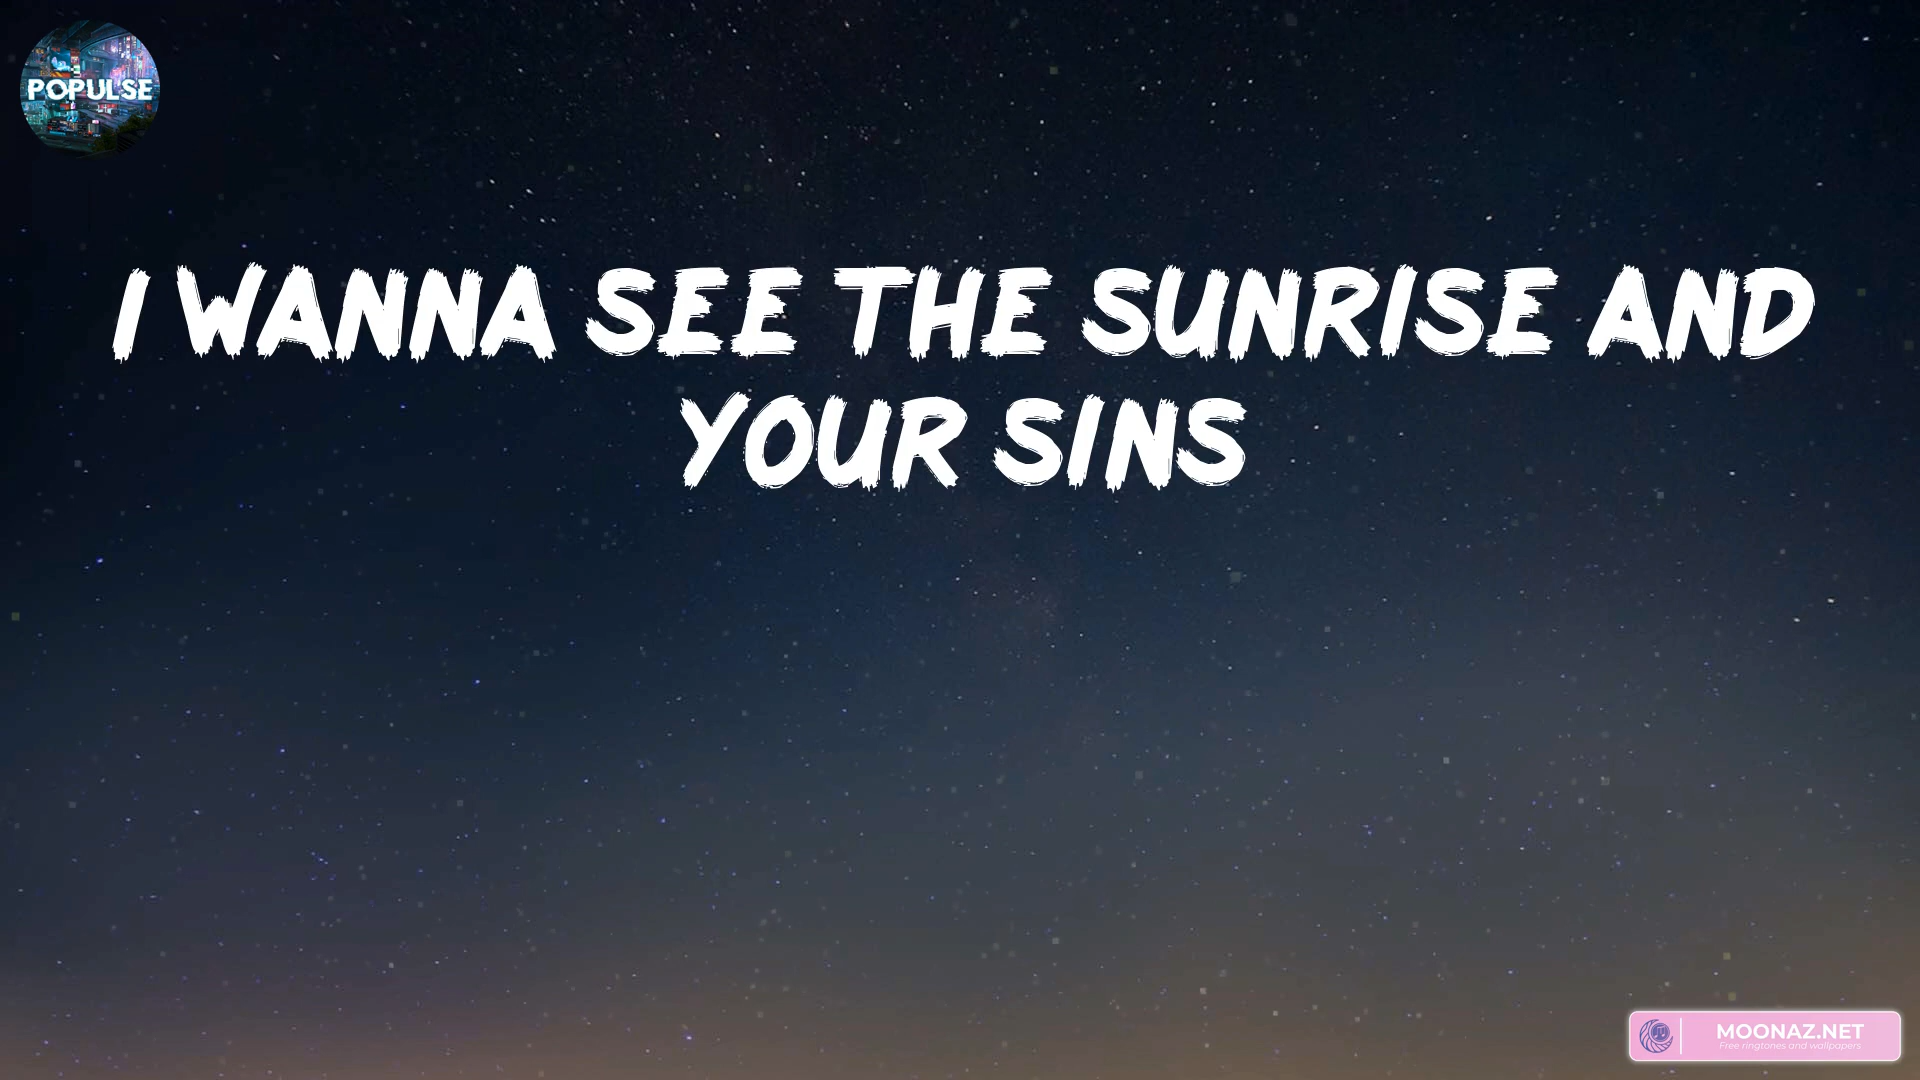 POPULSE
I WANNA SEE THE SUNRISE AND
YOUR SINS
MOONAZ.NET
Free ringtones and wallpapers